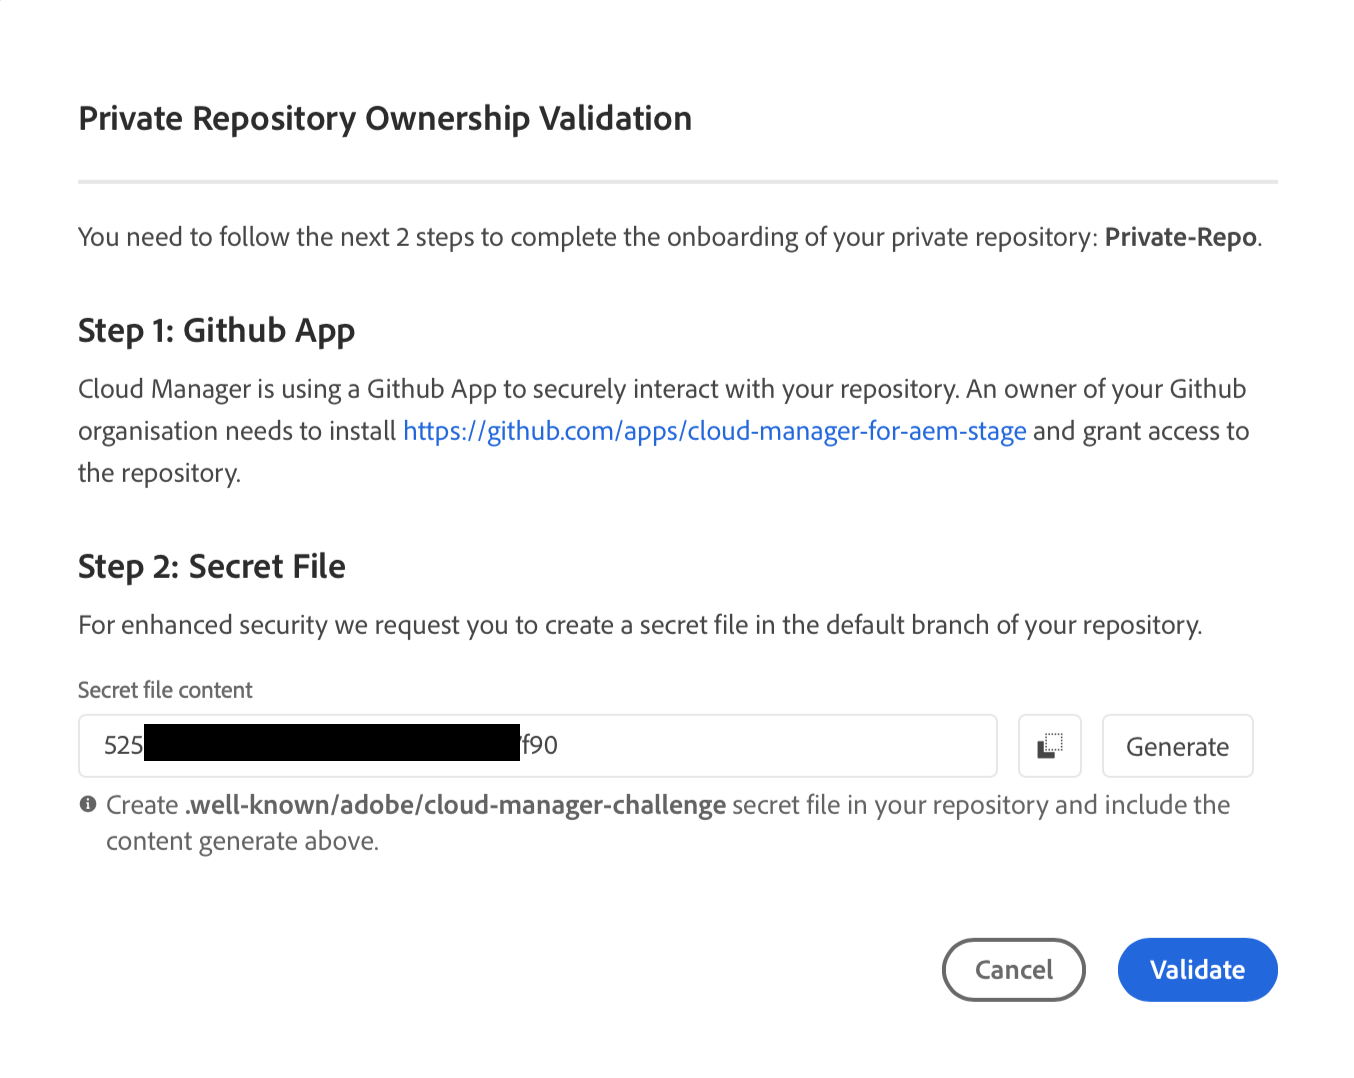 Private Repository Ownership Validation
You need to follow the next 2 steps to complete the onboarding of your private repository: Private-Repo.
Step 1: Github App
Cloud Manager is using a Github App to securely interact with your repository. An owner of your Github
organisation needs to install https://github.com/apps/cloud-manager-for-aem-stage and grant access to
the repository.
Step 2: Secret File
For enhanced security we request you to create a secret file in the default branch of your repository.
Secret file content
525 f90
Generate
Create .well-known/adobe/cloud-manager-challenge secret file in your repository and include the
content generate above.
Cancel
Validate